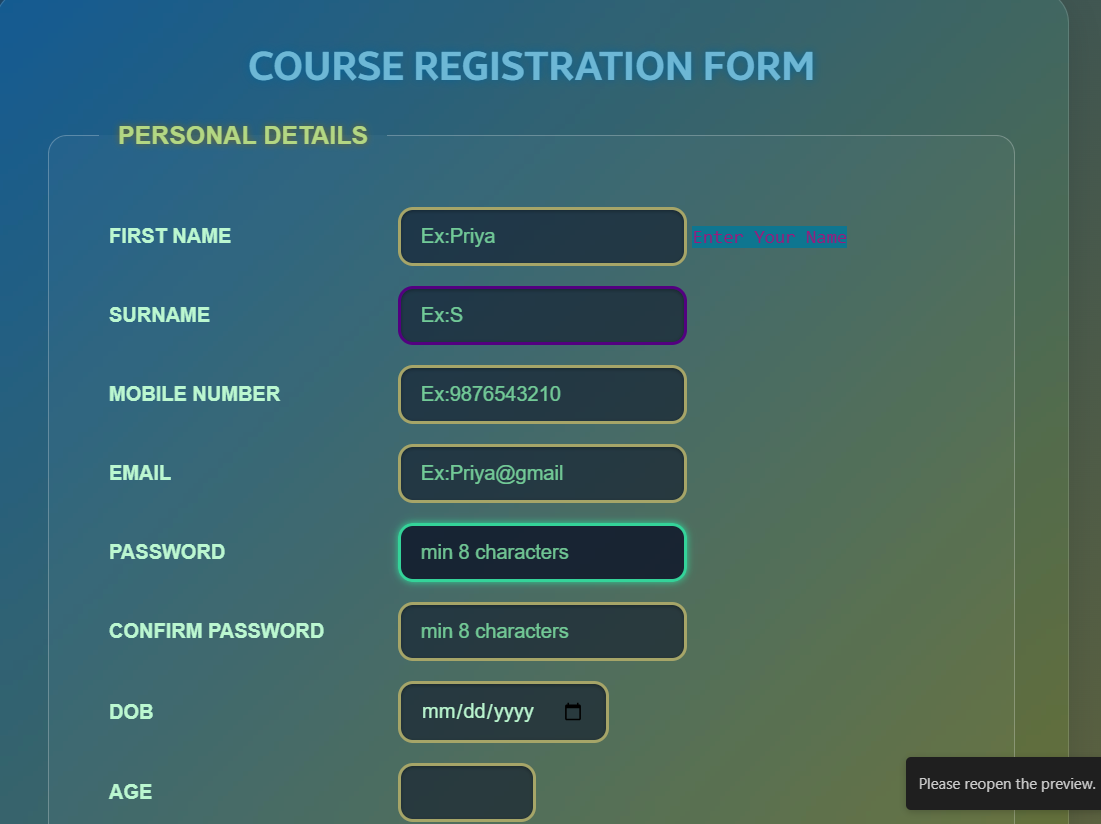 COURSE REGISTRATION FORM
PERSONAL DETAILS
FIRST NAME Ex:Priya Enter Your Name
SURNAME Ex:S
MOBILE NUMBER Ex:9876543210
EMAIL Ex:Priya@gmail
PASSWORD min 8 characters
CONFIRM PASSWORD min 8 characters
DOB mm/dd/yyyy
AGE
Please reopen the preview.